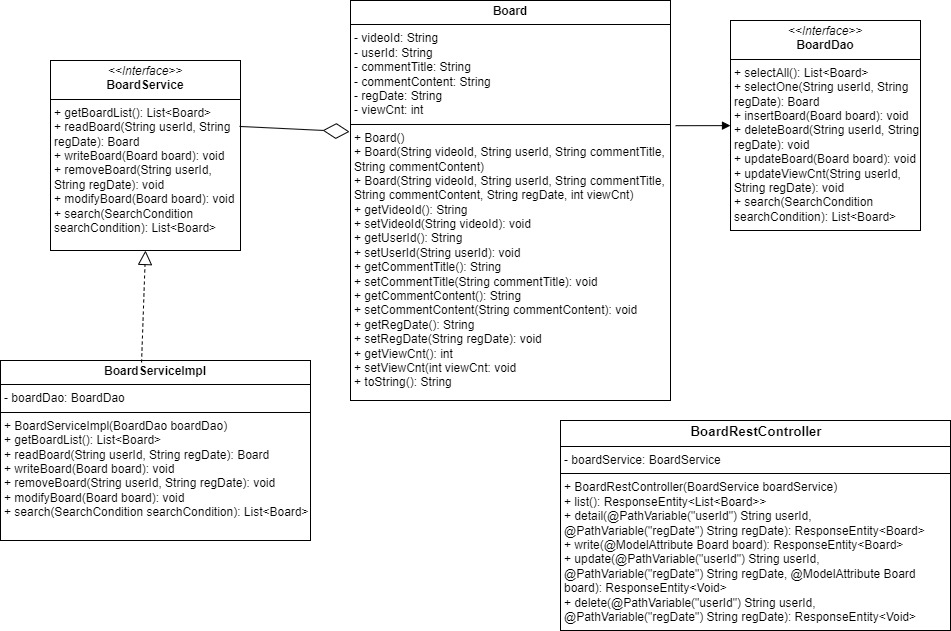 Board
- videoId: String
- userId: String
- commentTitle: String
- commentContent: String
- regDate: String
- viewCnt: int
+ Board()
+ Board(String videoId, String userId, String commentTitle,
String commentContent)
+ Board(String videoId, String userId, String commentTitle,
String commentContent, String regDate, int viewCnt)
+ getVideoId(): String
+ setVideoId(String videoId): void
+ getUserId(): String
+ setUserId(String userId): void
+ getCommentTitle(): String
+ setCommentTitle(String commentTitle): void
+ getCommentContent(): String
+ setCommentContent(String commentContent): void
+ getRegDate(): String
+ setRegDate(String regDate): void
+ getViewCnt(): int
+ setViewCnt(int viewCnt: void
+ toString(): String
<<Interface>>
BoardService
+ getBoardList(): List<Board>
+ readBoard(String userId, String
regDate): Board
+ writeBoard(Board board): void
+ removeBoard(String userId,
String regDate): void
+ modifyBoard(Board board): void
+ search(SearchCondition
searchCondition): List<Board>
<<Interface>>
BoardDao
+ selectAll(): List<Board>
+ selectOne(String userId, String
regDate): Board
+ insertBoard(Board board): void
+ deleteBoard(String userId, String
regDate): void
+ updateBoard(Board board): void
+ updateViewCnt(String userId,
String regDate): void
+ search(SearchCondition
searchCondition): List<Board>
BoardServiceImpl
- boardDao: BoardDao
+ BoardServiceImpl(BoardDao boardDao)
+ getBoardList(): List<Board>
+ readBoard(String userId, String regDate): Board
+ writeBoard(Board board): void
+ removeBoard(String userId, String regDate): void
+ modifyBoard(Board board): void
+ search(SearchCondition searchCondition): List<Board>
BoardRestController
- boardService: BoardService
+ BoardRestController(BoardService boardService)
+ list(): ResponseEntity<List<Board>>
+ detail(@PathVariable("userId") String userId,
@PathVariable("regDate") String regDate): ResponseEntity<Board>
+ write(@ModelAttribute Board board): ResponseEntity<Board>
+ update(@PathVariable("userId") String userId,
@PathVariable("regDate") String regDate, @ModelAttribute Board
board): ResponseEntity<Void>
+ delete(@PathVariable("userId") String userId,
@PathVariable("regDate") String regDate): ResponseEntity<Void>